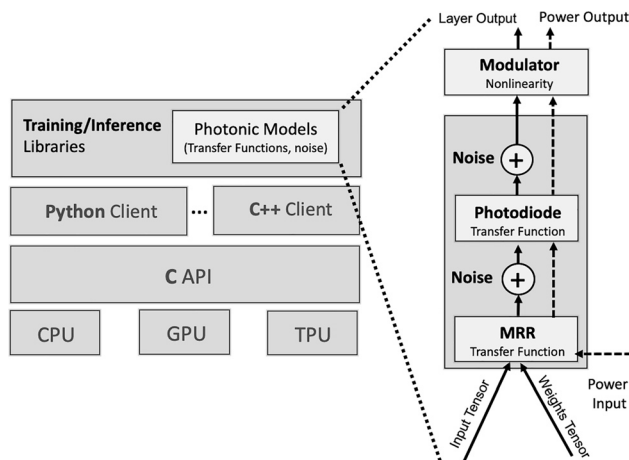 Layer Output
Power Output
Modulator
Nonlinearity
Training/Inference
Libraries
Photonic Models
(Transfer Functions, noise)
Noise
+
Python Client
...
C++ Client
Photodiode
Transfer Function
C API
Noise
+
CPU
GPU
TPU
MRR
Transfer Function
Power
Input
Input Tensor
Weights Tensor